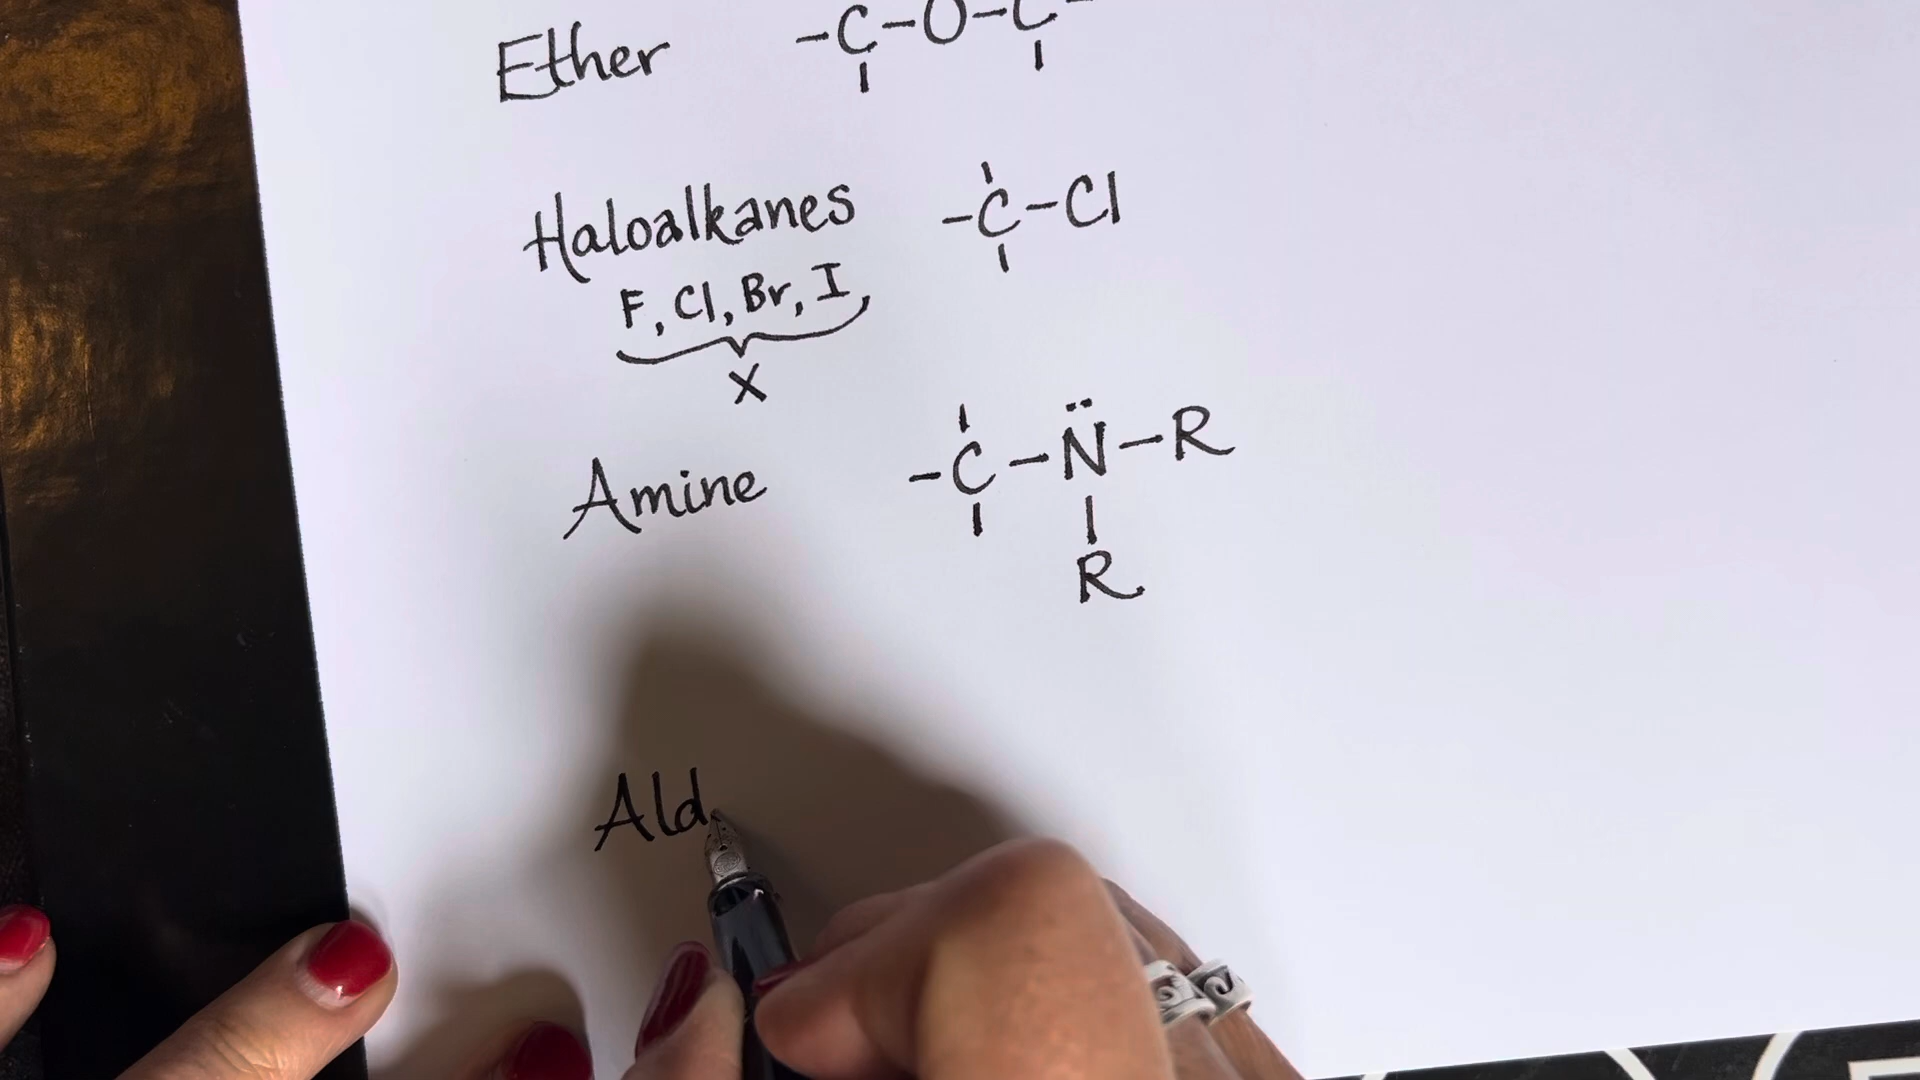 Ether -C-O-C-
Haloalkanes -C-Cl
F, Cl, Br, I,
X
Amine -C-N̈-R
R
Ald